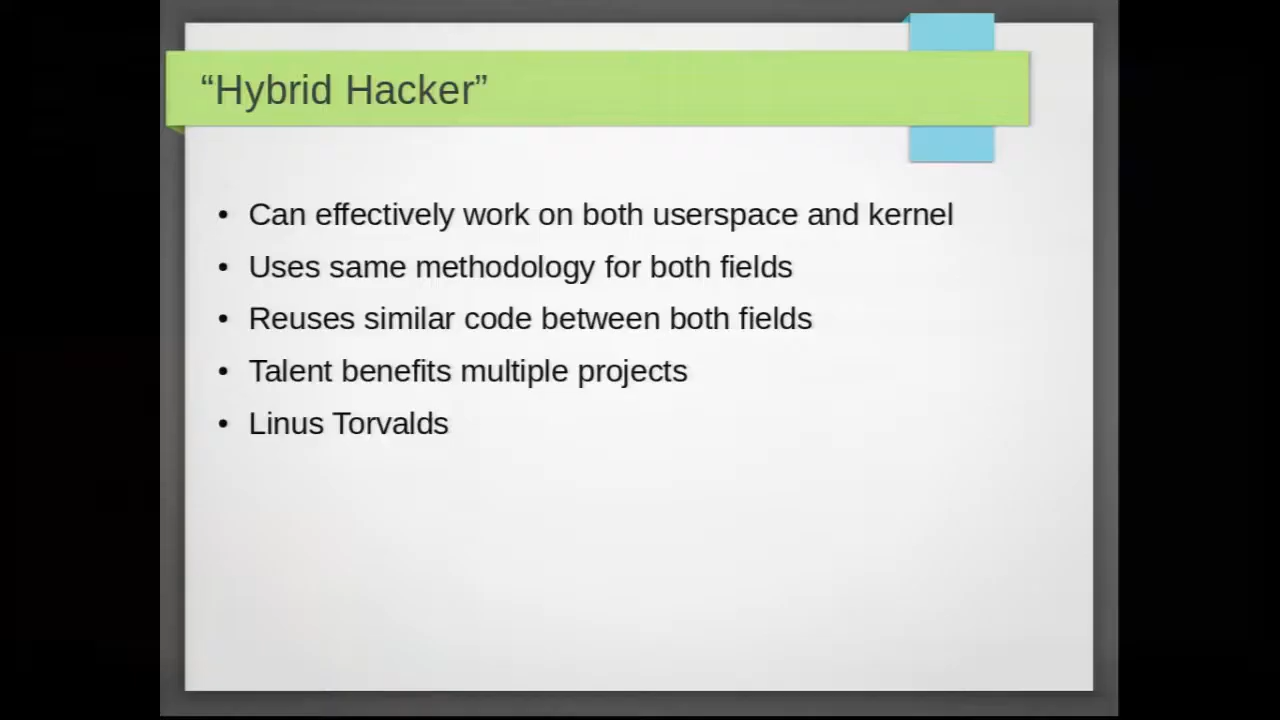 “Hybrid Hacker”
• Can effectively work on both userspace and kernel
• Uses same methodology for both fields
• Reuses similar code between both fields
• Talent benefits multiple projects
• Linus Torvalds